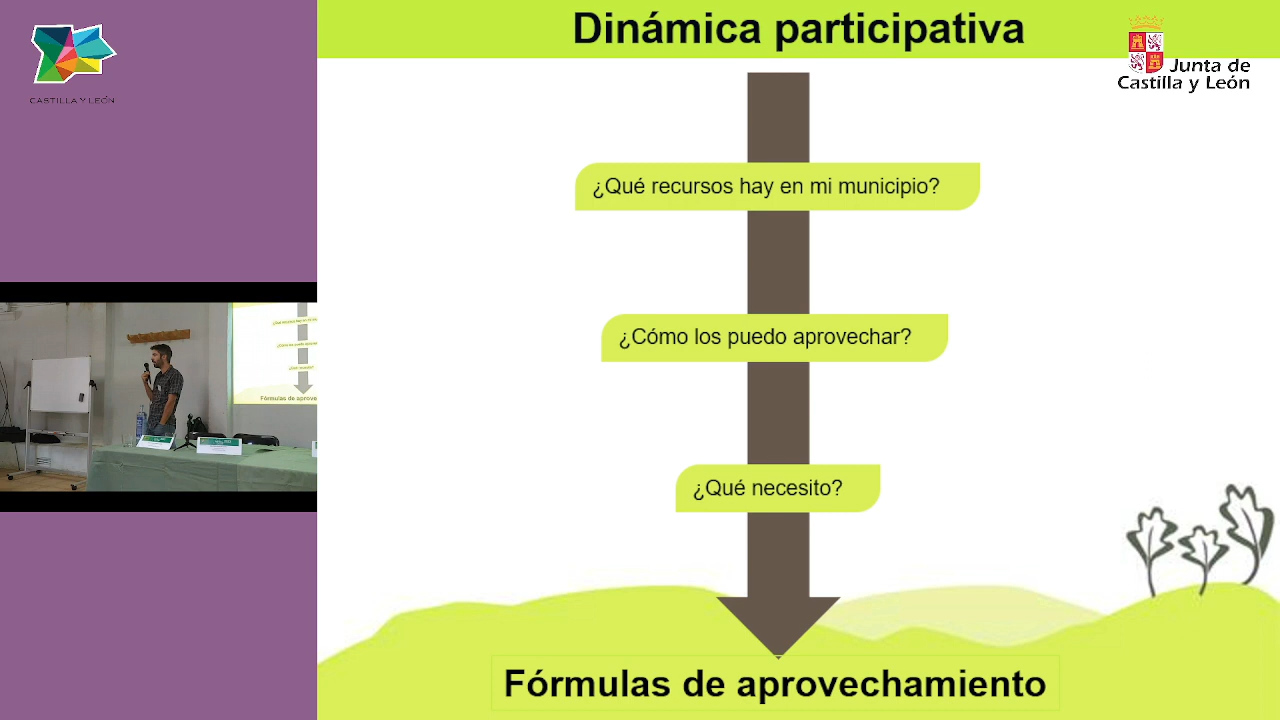 CASTILLA Y LEÓN
Dinámica participativa
Junta de
Castilla y León
¿Qué recursos hay en mi municipio?
¿Cómo los puedo aprovechar?
¿Qué necesito?
Fórmulas de aprovechamiento